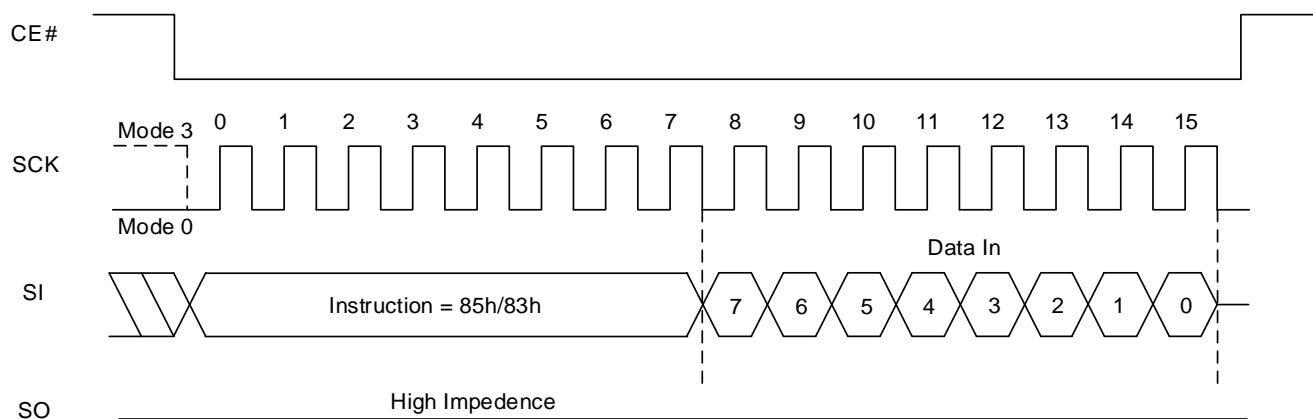 CE#
Mode 3
0 1 2 3 4 5 6 7 8 9 10 11 12 13 14 15
SCK
Mode 0
Data In
SI
Instruction = 85h/83h
7 6 5 4 3 2 1 0
High Impedence
SO